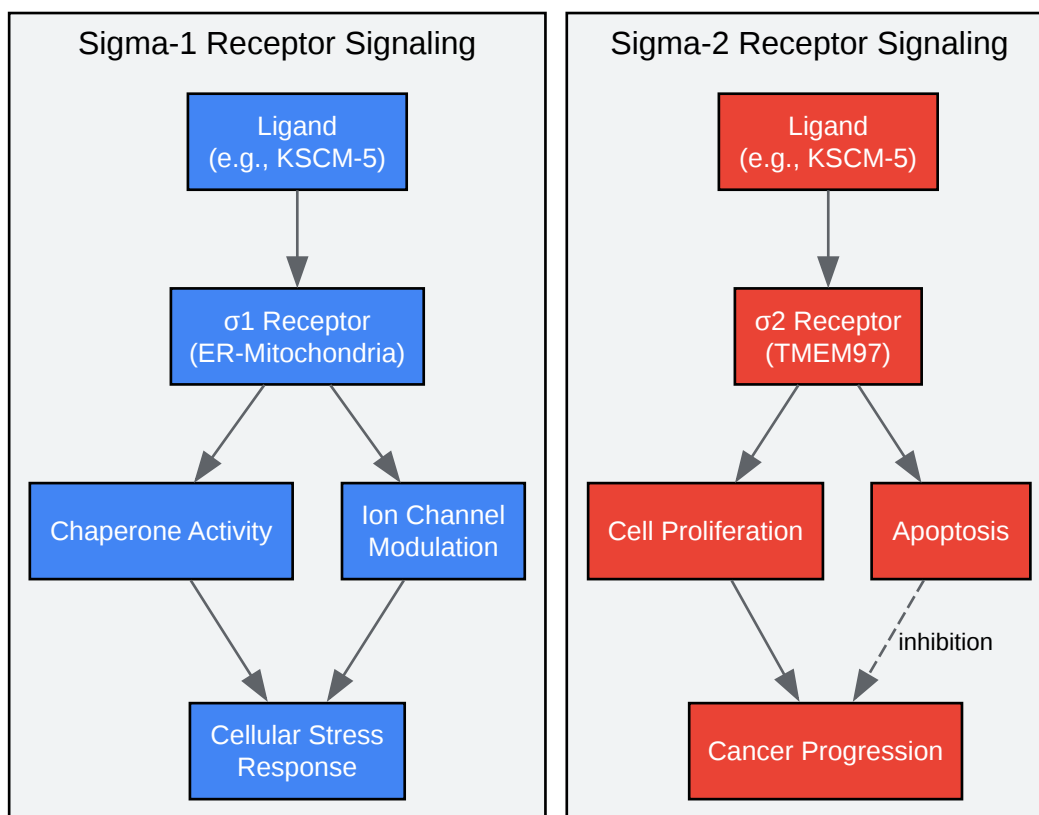 Sigma-1 Receptor Signaling
Ligand
(e.g., KSCM-5)
σ1 Receptor
(ER-Mitochondria)
Chaperone Activity
Ion Channel
Modulation
Cellular Stress
Response
Sigma-2 Receptor Signaling
Ligand
(e.g., KSCM-5)
σ2 Receptor
(TMEM97)
Cell Proliferation
Apoptosis
inhibition
Cancer Progression